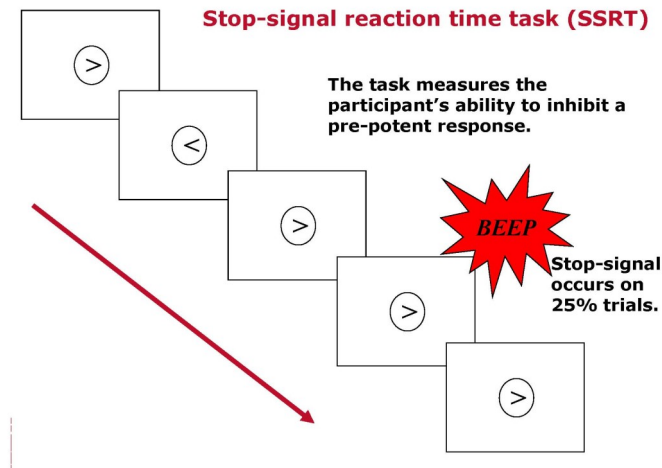 Stop-signal reaction time task (SSRT)
>
The task measures the
participant's ability to inhibit a
pre-potent response.
<
>
BEEP
Stop-signal
occurs on
25% trials.
>
>